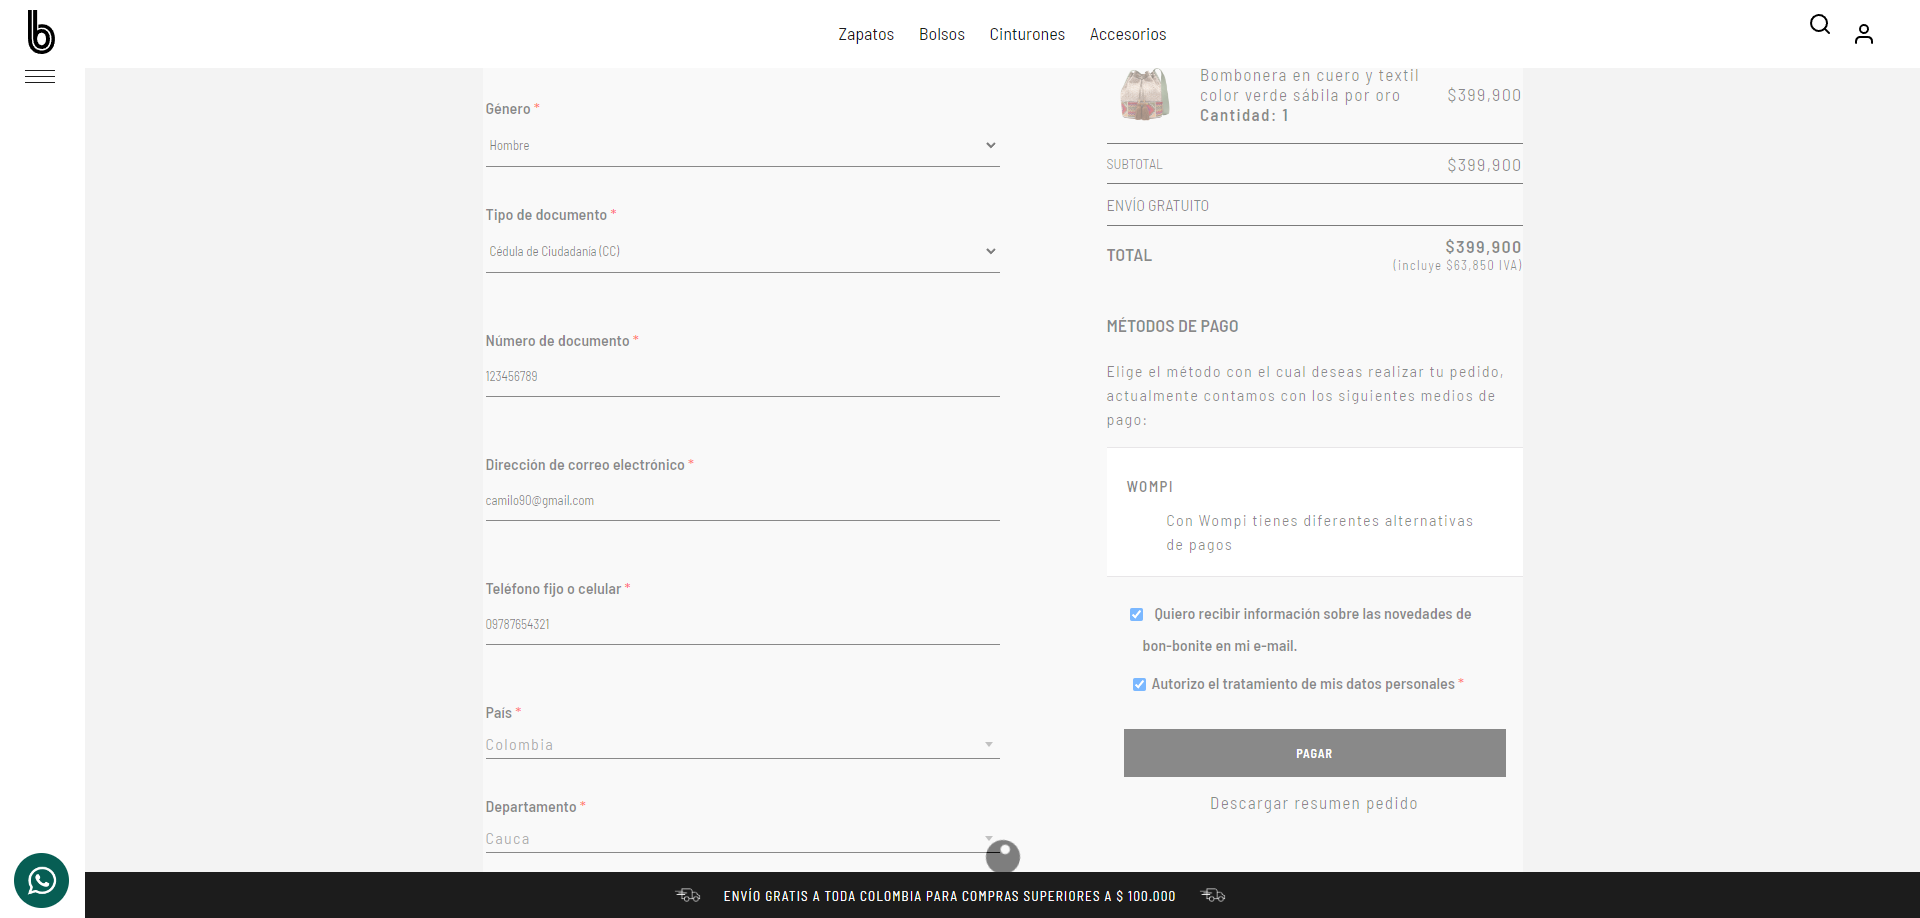 b
Zapatos Bolsos Cinturones Accesorios
Género *
Hombre
Tipo de documento *
Cédula de Ciudadanía (CC)
Número de documento *
123456789
Dirección de correo electrónico *
camilo90@gmail.com
Teléfono fijo o celular *
09787654321
País *
Colombia
Departamento *
Cauca
Bombonera en cuero y textil
color verde sábila por oro
Cantidad: 1
$399,900
SUBTOTAL $399,900
ENVÍO GRATUITO
TOTAL $399,900
(incluye $63,850 IVA)
MÉTODOS DE PAGO
Elige el método con el cual deseas realizar tu pedido,
actualmente contamos con los siguientes medios de
pago:
WOMPI
Con Wompi tienes diferentes alternativas
de pagos
Quiero recibir información sobre las novedades de
bon-bonite en mi e-mail.
Autorizo el tratamiento de mis datos personales *
PAGAR
Descargar resumen pedido
ENVÍO GRATIS A TODA COLOMBIA PARA COMPRAS SUPERIORES A $ 100.000